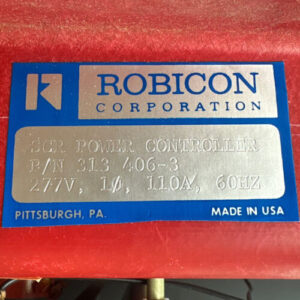 ROBICON
CORPORATION
SCR POWER CONTROLLER
P/N 313 406-3
277V, 1Ø, 110A, 60HZ
PITTSBURGH, PA. MADE IN USA